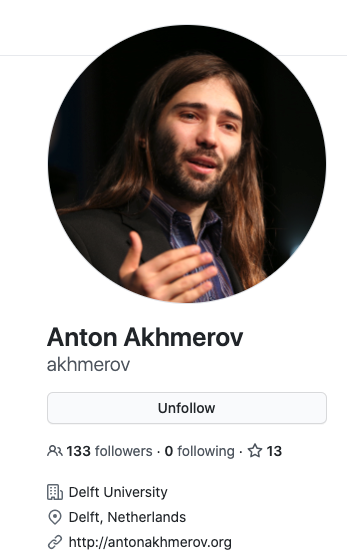 Anton Akhmerov
akhmerov
Unfollow
133 followers · 0 following · 13
Delft University
Delft, Netherlands
http://antonakhmerov.org